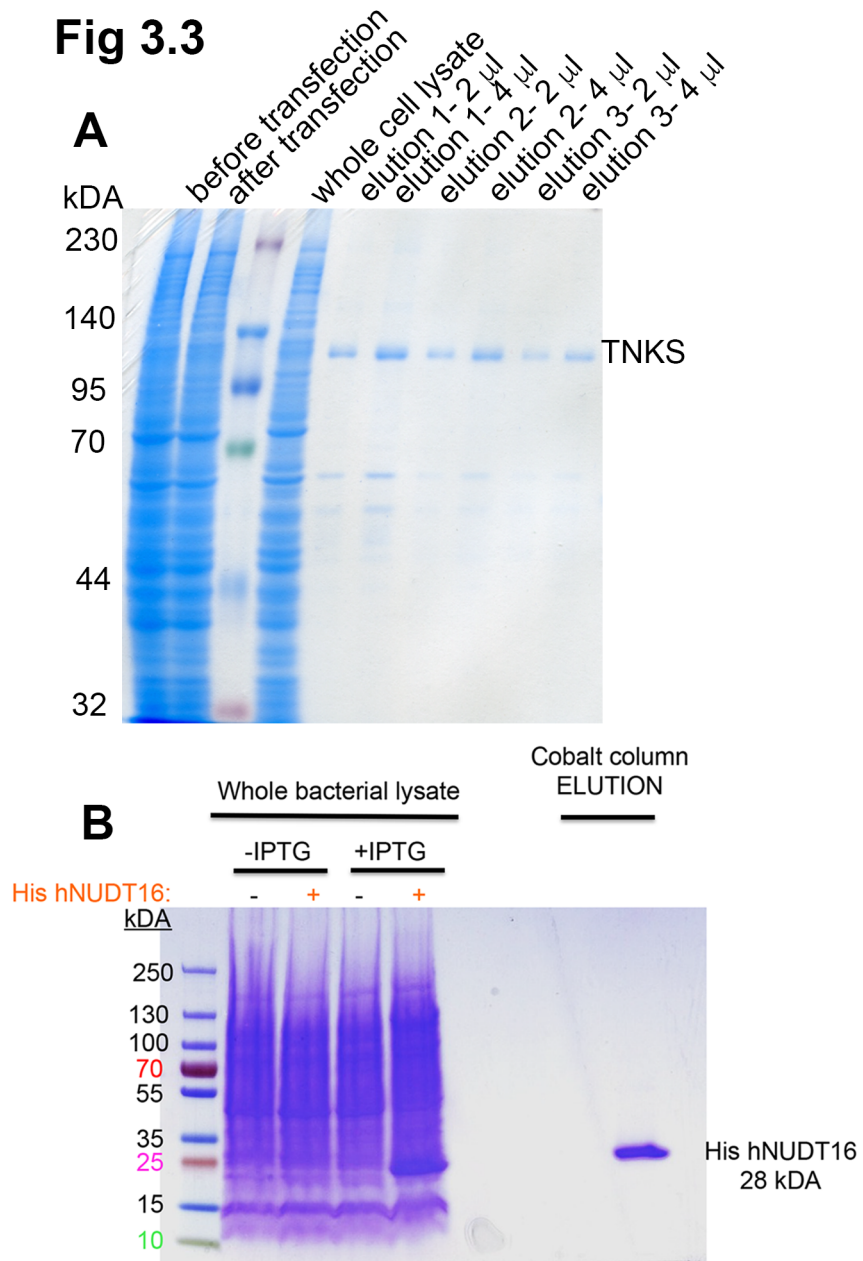 Fig 3.3
A
before transfection
after transfection
whole cell lysate
elution 1- 2 µl
elution 1- 4 µl
elution 2- 2 µl
elution 2- 4 µl
elution 3- 2 µl
elution 3- 4 µl
kDA
230
140
TNKS
95
70
44
32
B
Whole bacterial lysate
Cobalt column
ELUTION
-IPTG +IPTG
His hNUDT16: - + - +
kDA
250
130
100
70
55
35
25
15
10
His hNUDT16
28 kDA